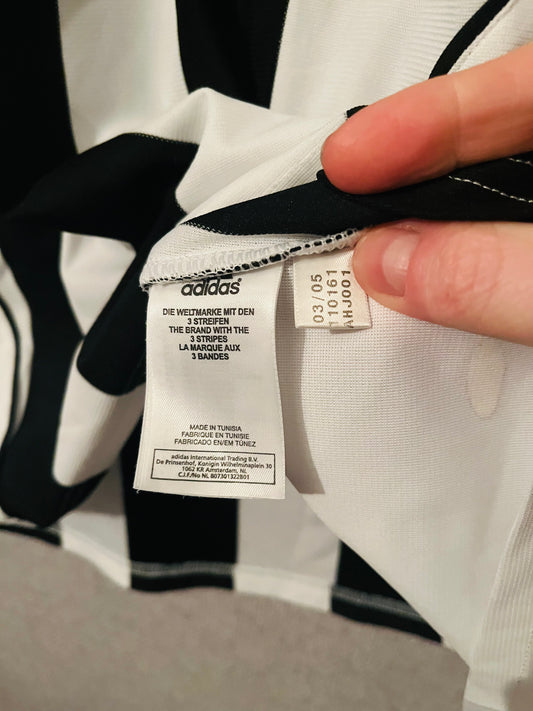 adidas®
DIE WELTMARKE MIT DEN
3 STREIFEN
THE BRAND WITH THE
3 STRIPES
LA MARQUE AUX
3 BANDES
MADE IN TUNISIA
FABRIQUE EN TUNISIE
FABRICADO EN/EM TÚNEZ
adidas International Trading B.V.
De Prinsenhof, Konigin Wilhelminaplein 30
1062 KR Amsterdam, NL
C.I.F./No NL 807301322B01
03/05
110161
AHJ001